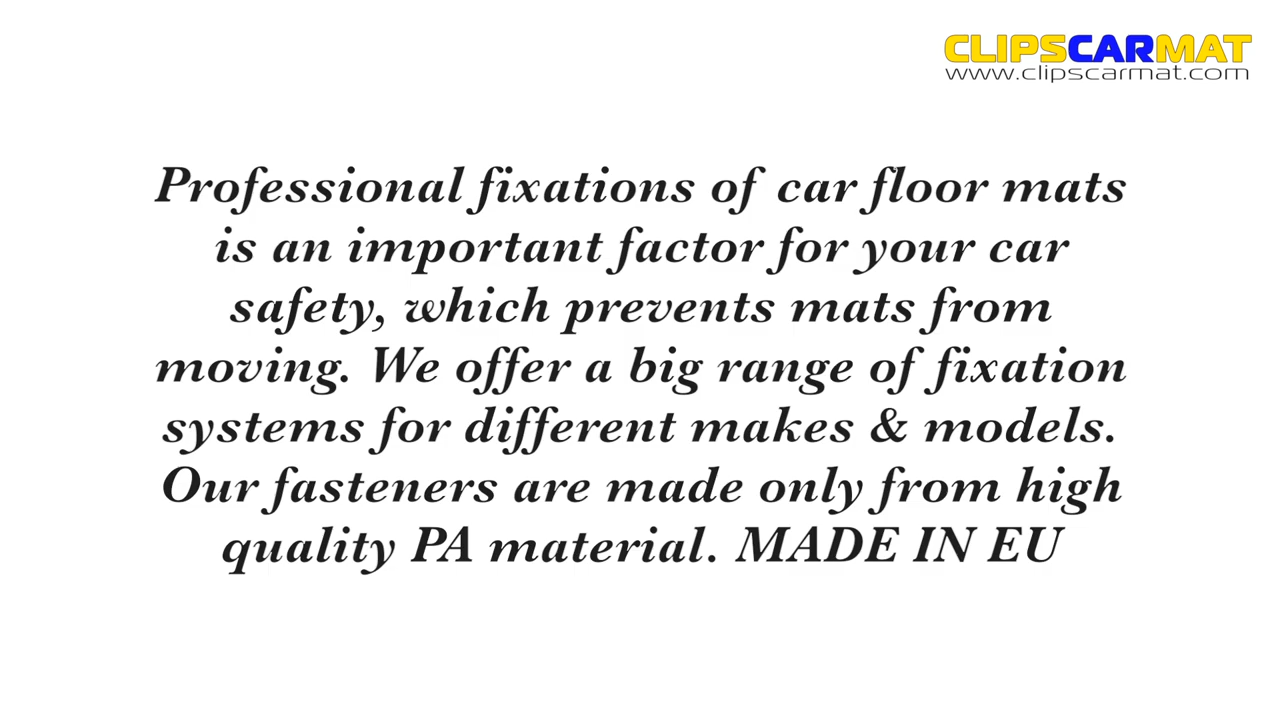 CLIPSCARMAT
www.clipscarmat.com
Professional fixations of car floor mats
is an important factor for your car
safety, which prevents mats from
moving. We offer a big range of fixation
systems for different makes & models.
Our fasteners are made only from high
quality PA material. MADE IN EU